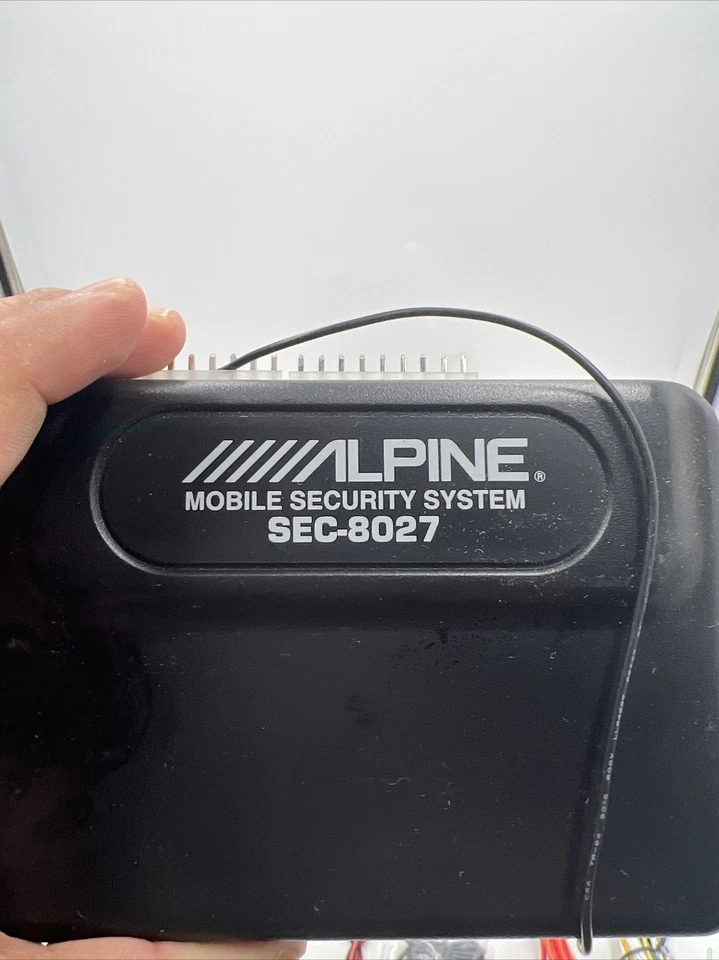 ALPINE®
MOBILE SECURITY SYSTEM
SEC-8027